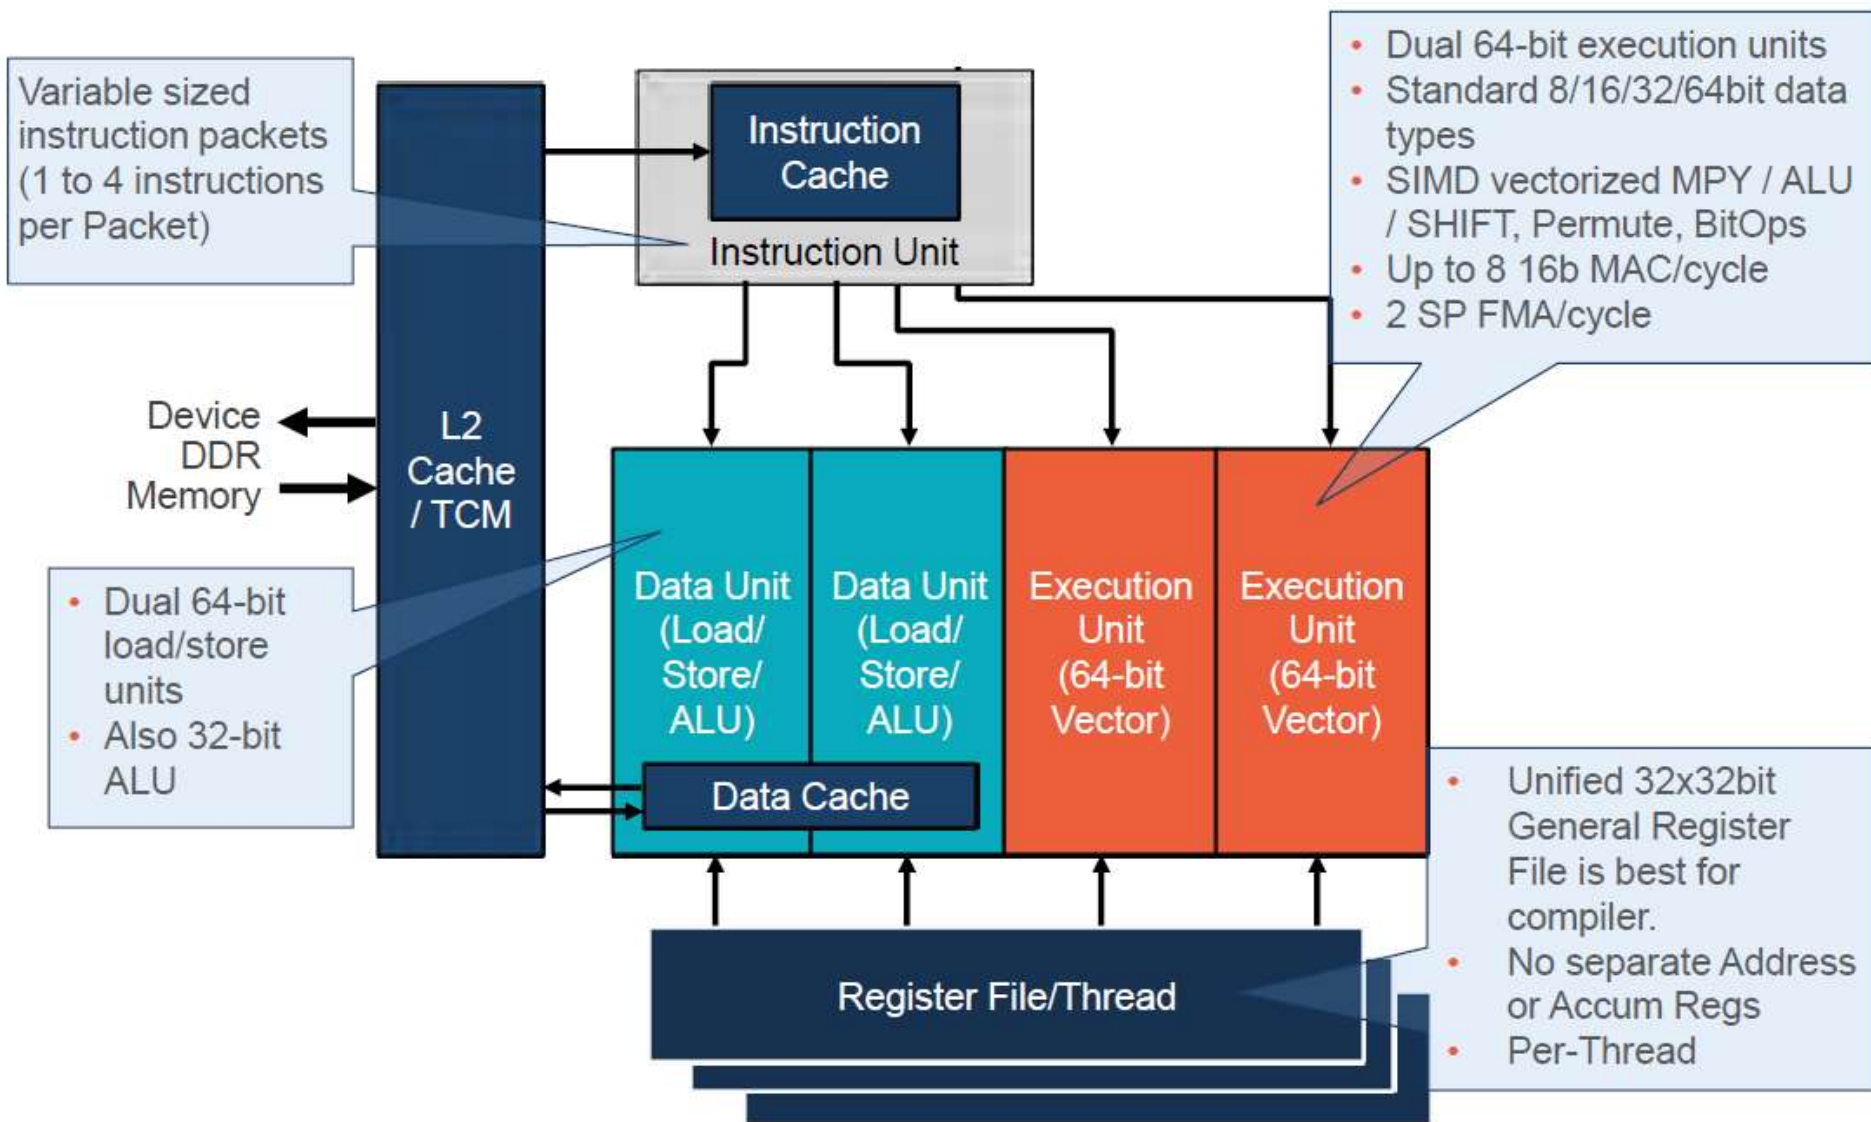 Variable sized
instruction packets
(1 to 4 instructions
per Packet)
Instruction
Cache
Instruction Unit
• Dual 64-bit execution units
• Standard 8/16/32/64bit data
types
• SIMD vectorized MPY / ALU
/ SHIFT, Permute, BitOps
• Up to 8 16b MAC/cycle
• 2 SP FMA/cycle
Device
DDR
Memory
L2
Cache
/ TCM
• Dual 64-bit
load/store
units
• Also 32-bit
ALU
Data Unit
(Load/
Store/
ALU)
Data Unit
(Load/
Store/
ALU)
Execution
Unit
(64-bit
Vector)
Execution
Unit
(64-bit
Vector)
Data Cache
• Unified 32x32bit
General Register
File is best for
compiler.
• No separate Address
or Accum Regs
• Per-Thread
Register File/Thread